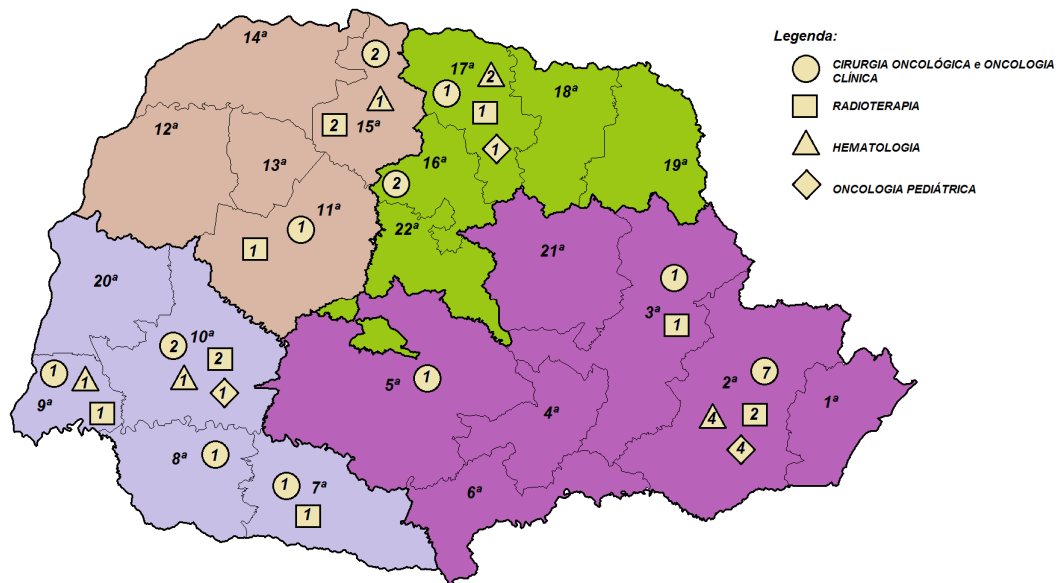 14ª
2
17ª
2
1
18ª
Legenda:
CIRURGIA ONCOLÓGICA e ONCOLOGIA
CLÍNICA
RADIOTERAPIA
HEMATOLOGIA
ONCOLOGIA PEDIÁTRICA
12ª
1
2
15ª
1
13ª
16ª
1
19ª
2
11ª
1
1
22ª
21ª
20ª
1
3ª
1
10ª
2
2
1
1
1
1
9ª
1
5ª
1
4ª
7
2ª
4
2
4
1ª
8ª
1
1
7ª
1
6ª